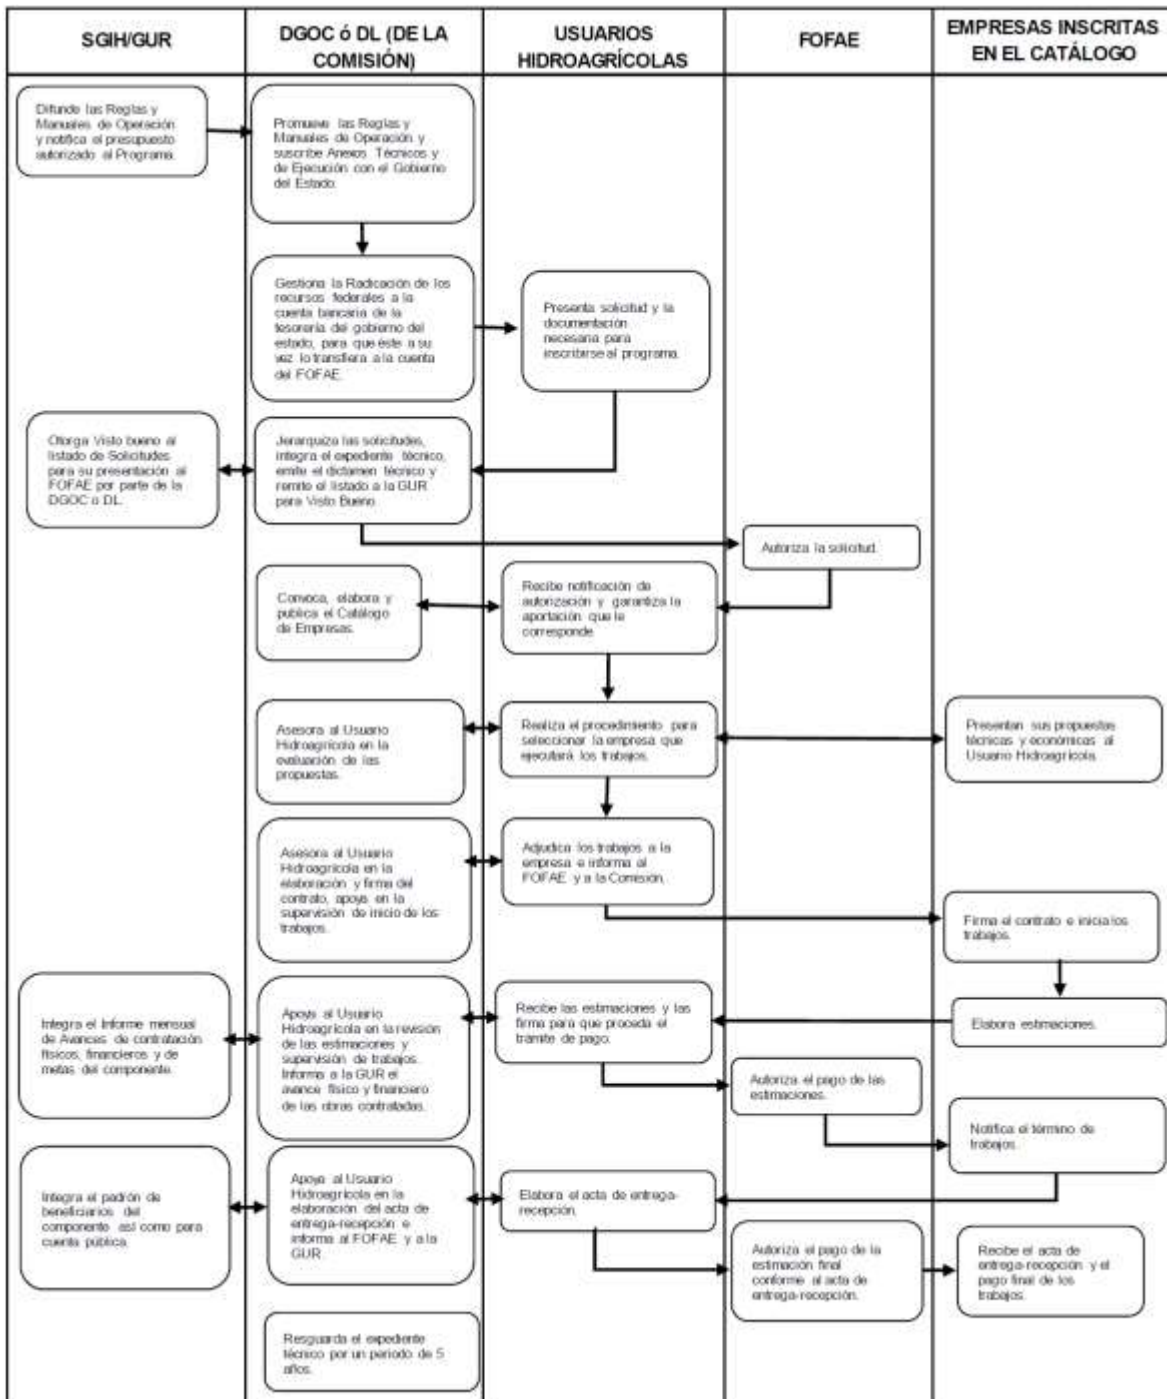 SGIH/GUR
DGOC ó DL (DE LA
COMISIÓN)
USUARIOS
HIDROAGRÍCOLAS
FOFAE
EMPRESAS INSCRITAS
EN EL CATÁLOGO
Difunde las Reglas y
Manuales de Operación
y notifica el presupuesto
autorizado al Programa.
Promueve las Reglas y
Manuales de Operación y
suscribe Anexos Técnicos y
de Ejecución con el Gobierno
del Estado.
Gestiona la Radicación de los
recursos federales a la
cuenta bancaria de la
tesorería del gobierno del
estado, para que éste a su
vez lo transfiera a la cuenta
del FOFAE.
Presenta solicitud y la
documentación
necesaria para
inscribirse al programa.
Otorga Visto bueno al
listado de Solicitudes
para su presentación al
FOFAE por parte de la
DGOC o DL.
Jerarquiza las solicitudes,
integra el expediente técnico,
emite el dictamen técnico y
remite el listado a la GUR
para Visto Bueno.
Autoriza la solicitud.
Convoca, elabora y
publica el Catálogo
de Empresas.
Recibe notificación de
autorización y garantiza la
aportación que le
corresponde
Asesora al Usuario
Hidroagrícola en la
evaluación de las
propuestas.
Realiza el procedimiento para
seleccionar la empresa que
ejecutará los trabajos.
Presentan sus propuestas
técnicas y económicas al
Usuario Hidroagrícola.
Asesora al Usuario
Hidroagrícola en la
elaboración y firma del
contrato, apoya en la
supervisión de inicio de los
trabajos.
Adjudica los trabajos a la
empresa e informa al
FOFAE y a la Comisión.
Firma el contrato e inicia los
trabajos.
Integra el Informe mensual
de Avances de contratación
físicos, financieros y de
metas del componente.
Apoya al Usuario
Hidroagrícola en la revisión
de las estimaciones y
supervisión de trabajos.
Informa a la GUR el
avance físico y financiero
de las obras contratadas.
Recibe las estimaciones y las
firma para que proceda el
trámite de pago.
Elabora estimaciones.
Autoriza el pago de las
estimaciones.
Notifica el término de
trabajos.
Integra el padrón de
beneficiarios del
componente así como para
cuenta pública.
Apoya al Usuario
Hidroagrícola en la
elaboración del acta de
entrega-recepción e
informa al FOFAE y a la
GUR.
Elabora el acta de entrega-
recepción.
Autoriza el pago de la
estimación final
conforme al acta de
entrega-recepción.
Recibe el acta de
entrega-recepción y el
pago final de los
trabajos.
Resguarda el expediente
técnico por un periodo de 5
años.